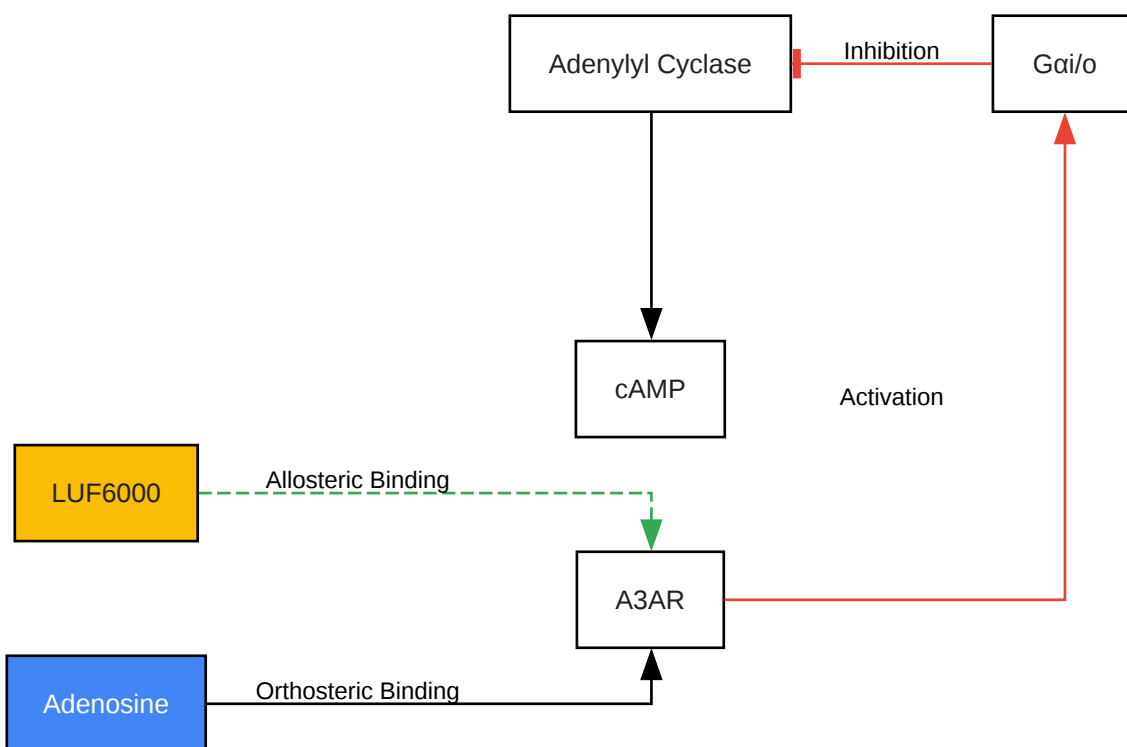 Adenylyl Cyclase
Inhibition
Gαi/o
cAMP
Activation
LUF6000
Allosteric Binding
A3AR
Adenosine
Orthosteric Binding